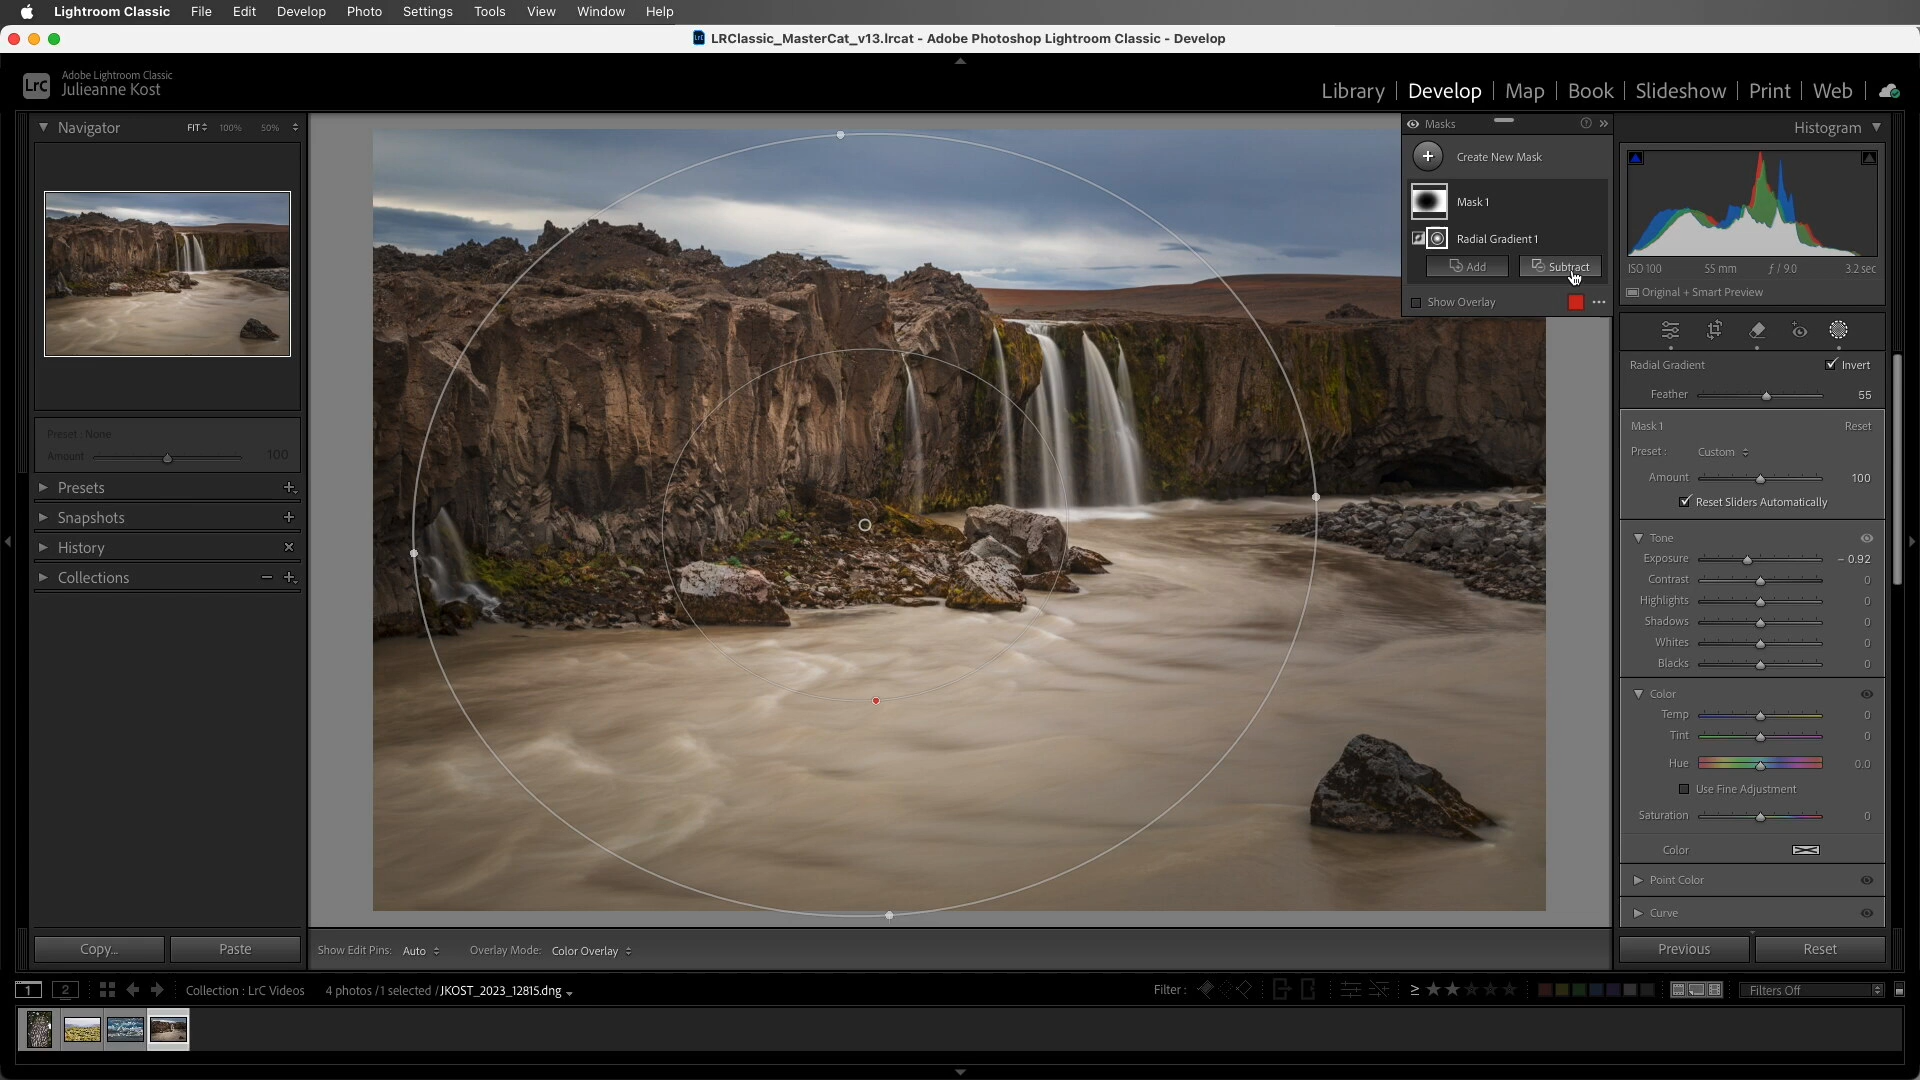 Lightroom Classic File Edit Develop Photo Settings Tools View Window Help
LRClassic_MasterCat_v13.lrcat - Adobe Photoshop Lightroom Classic - Develop
LrC
Adobe Lightroom Classic
Julieanne Kost
Library | Develop | Map | Book | Slideshow | Print | Web
Navigator FIT 100% 50%
Preset : None
Amount 100
Presets
Snapshots
History
Collections
Copy... Paste
Masks
Create New Mask
Mask 1
Radial Gradient 1
Add Subtract
Show Overlay
Show Edit Pins: Auto Overlay Mode: Color Overlay
Histogram
ISO 100 55 mm ƒ / 9.0 3.2 sec
Original + Smart Preview
Radial Gradient Invert
Feather 55
Mask 1 Reset
Preset : Custom
Amount 100
Reset Sliders Automatically
Tone
Exposure – 0.92
Contrast 0
Highlights 0
Shadows 0
Whites 0
Blacks 0
Color
Temp 0
Tint 0
Hue 0.0
Use Fine Adjustment
Saturation 0
Color
Point Color
Curve
Previous Reset
1 2 Collection : LrC Videos 4 photos / 1 selected / JKOST_2023_12815.dng Filter : ≥ Filters Off